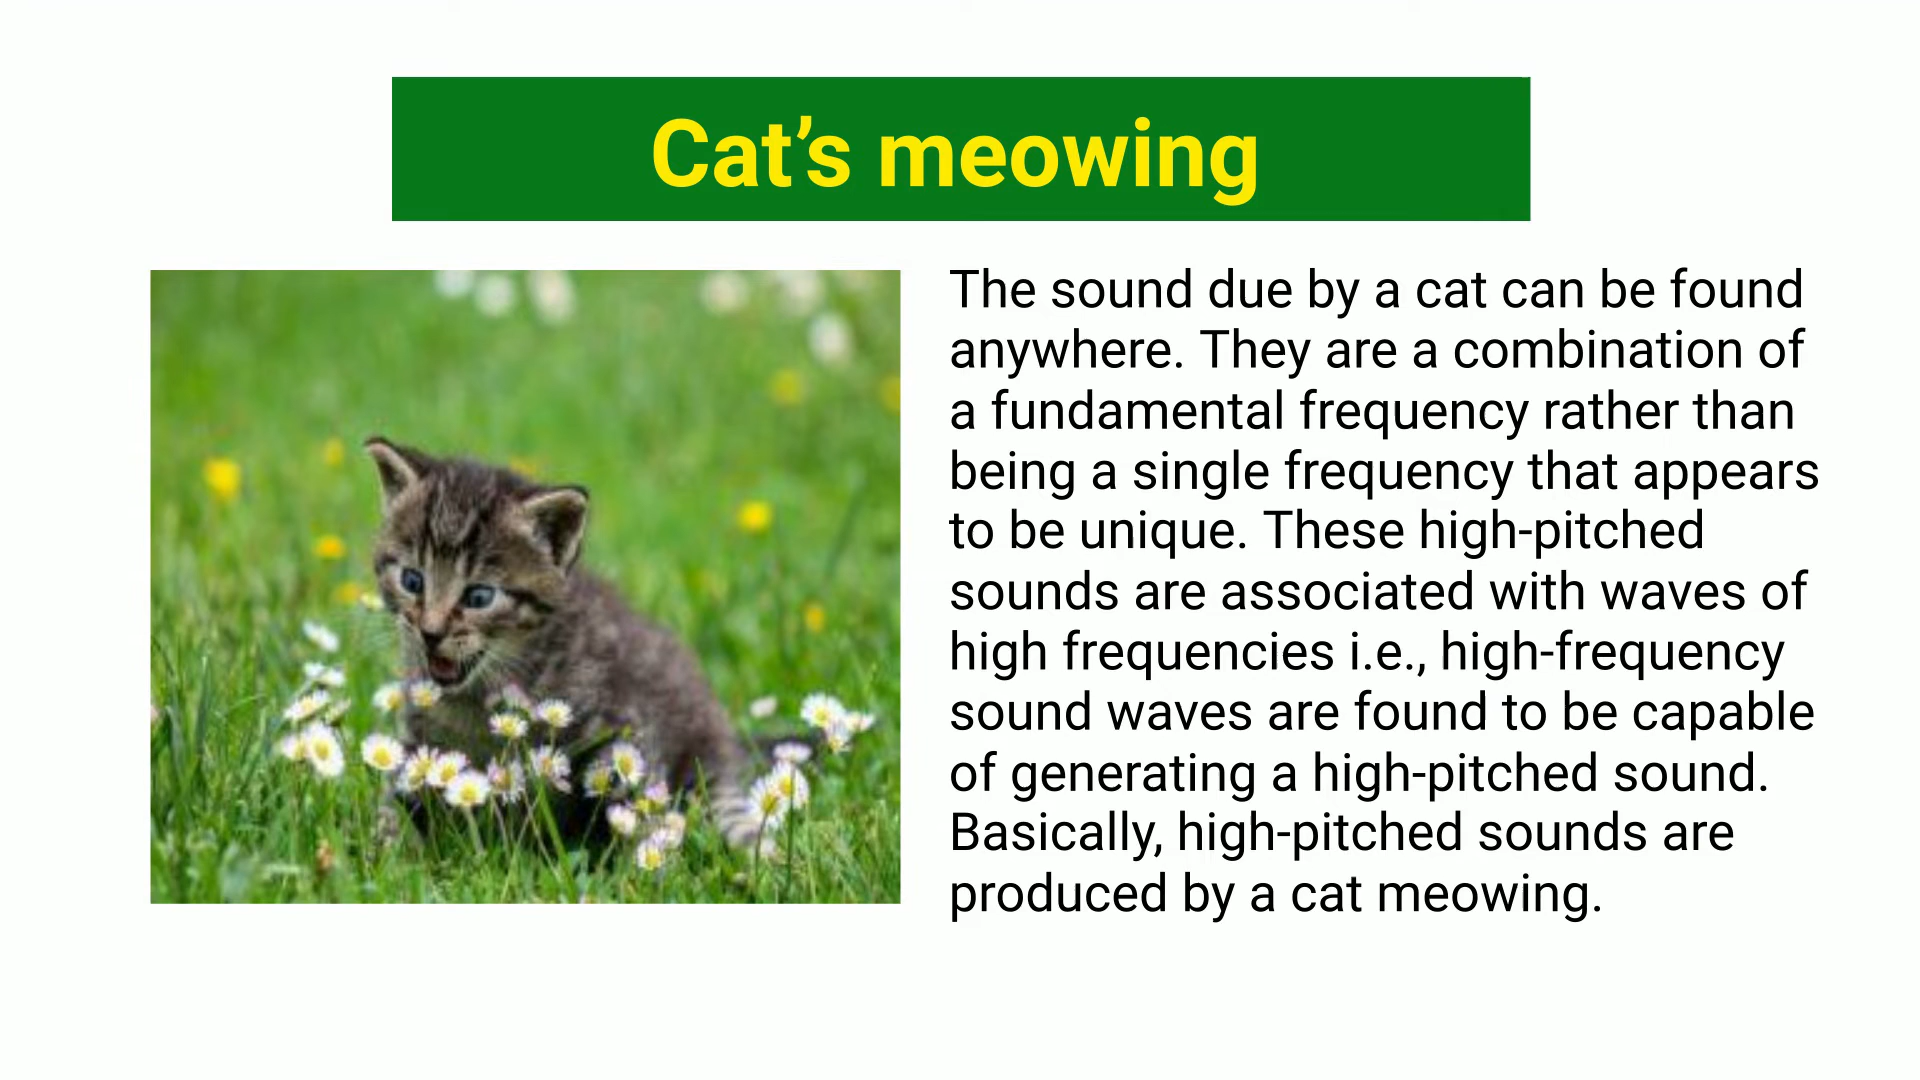 Cat’s meowing
The sound due by a cat can be found
anywhere. They are a combination of
a fundamental frequency rather than
being a single frequency that appears
to be unique. These high-pitched
sounds are associated with waves of
high frequencies i.e., high-frequency
sound waves are found to be capable
of generating a high-pitched sound.
Basically, high-pitched sounds are
produced by a cat meowing.